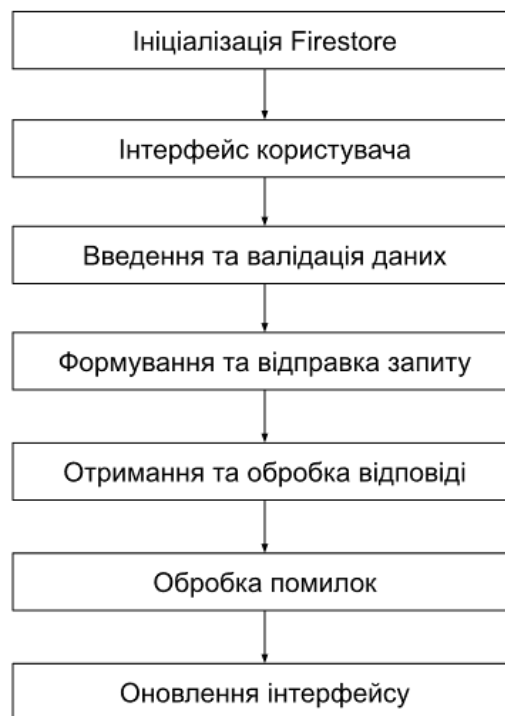 Ініціалізація Firestore
Інтерфейс користувача
Введення та валідація даних
Формування та відправка запиту
Отримання та обробка відповіді
Обробка помилок
Оновлення інтерфейсу